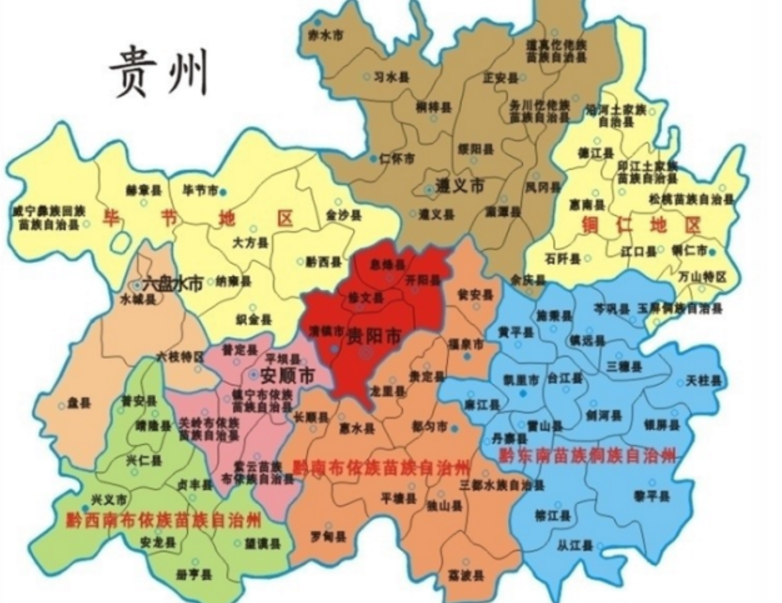 贵州
赤水市
习水县
道真仡佬族
苗族自治县
正安县
桐梓县
务川仡佬族
苗族自治县
沿河土家族
自治县
绥阳县
德江县
仁怀市
印江土家族
苗族自治县
遵义市
凤冈县
赫章县
毕节市
松桃苗族自治县
威宁彝族回族
苗族自治县
毕节地区
金沙县
遵义县
湄潭县
思南县
铜仁地区
大方县
黔西县
石阡县
江口县
铜仁市
息烽县
开阳县
余庆县
万山特区
六盘水市
纳雍县
水城县
修文县
瓮安县
织金县
清镇市
贵阳市
施秉县
岑巩县
玉屏侗族自治县
黄平县
镇远县
六枝特区
普定县
平坝县
福泉市
三穗县
安顺市
龙里县
贵定县
凯里市
台江县
天柱县
盘县
普安县
镇宁布依族
苗族自治县
麻江县
晴隆县
关岭布依族
苗族自治县
长顺县
惠水县
都匀市
雷山县
剑河县
锦屏县
丹寨县
黔东南苗族侗族自治州
兴仁县
紫云苗族
布依族自治县
黔南布依族苗族自治州
贞丰县
三都水族自治县
兴义市
平塘县
独山县
黎平县
黔西南布依族苗族自治州
榕江县
安龙县
望谟县
罗甸县
从江县
册亨县
荔波县